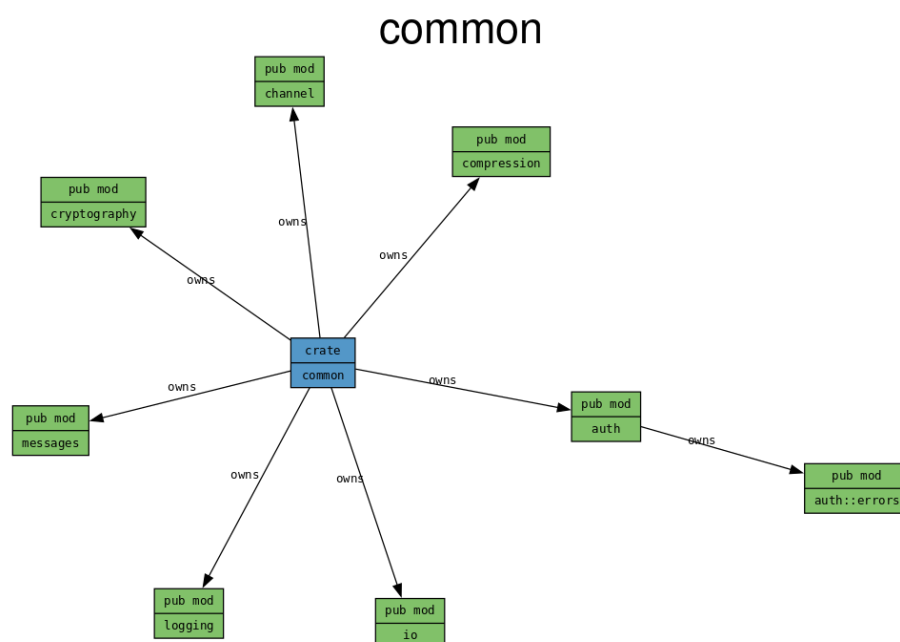 common
pub mod
channel
pub mod
compression
pub mod
cryptography
owns
owns
owns
crate
common
owns
owns
pub mod
auth
pub mod
messages
owns
pub mod
auth::errors
owns
owns
pub mod
logging
pub mod
io